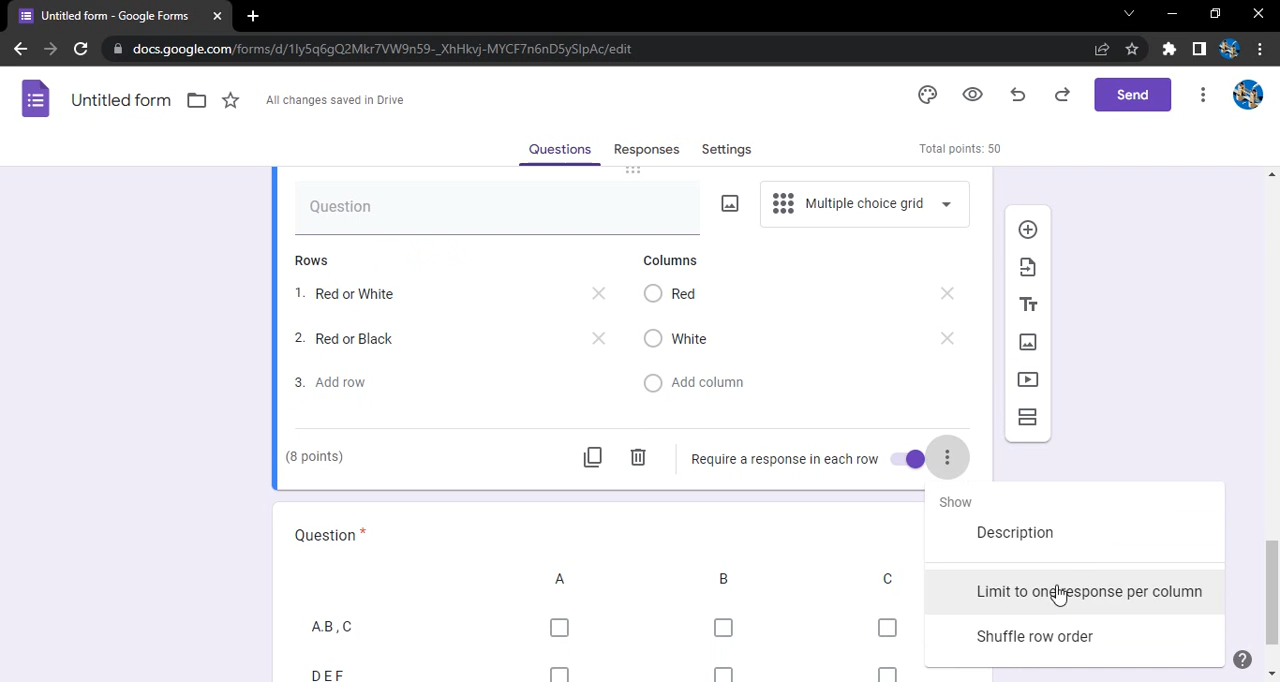 Untitled form - Google Forms
docs.google.com/forms/d/1ly5q6gQ2Mkr7VW9n59-_XhHkvj-MYCF7n6nD5ySlpAc/edit
Untitled form
All changes saved in Drive
Send
Questions
Responses
Settings
Total points: 50
Question
Multiple choice grid
Rows
Columns
1. Red or White
Red
2. Red or Black
White
3. Add row
Add column
(8 points)
Require a response in each row
Show
Description
Limit to one response per column
Shuffle row order
Question *
A
B
C
A.B , C
D E F